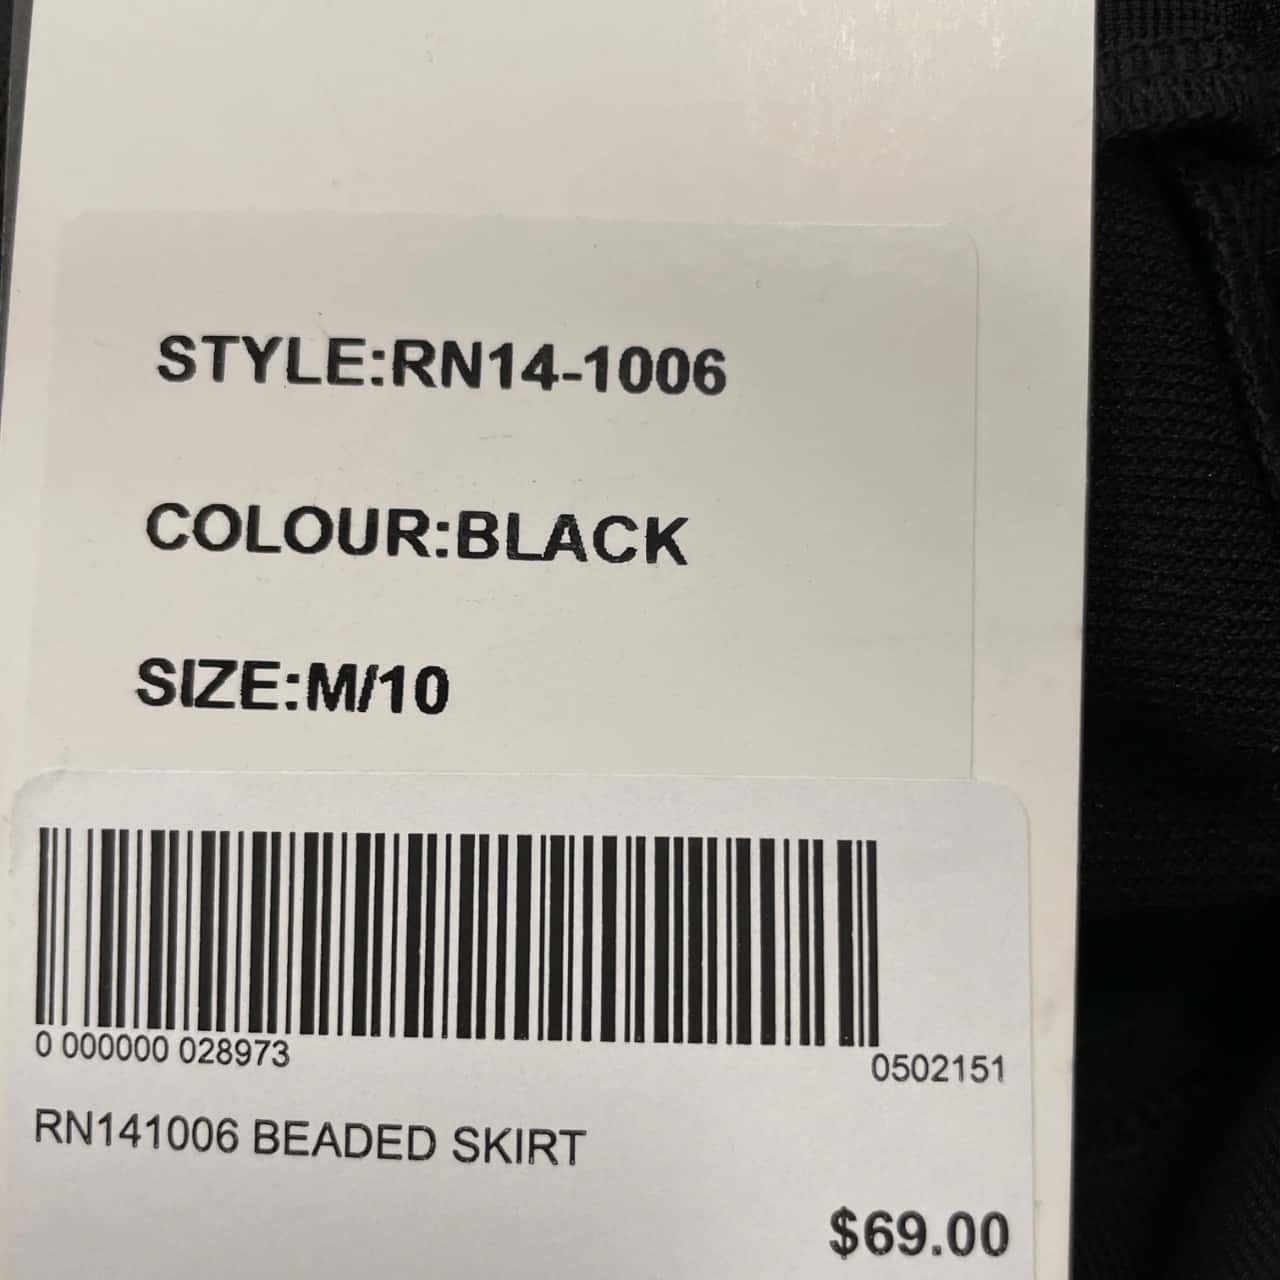 STYLE:RN14-1006
COLOUR:BLACK
SIZE:M/10
0 000000 028973
0502151
RN141006 BEADED SKIRT
$69.00